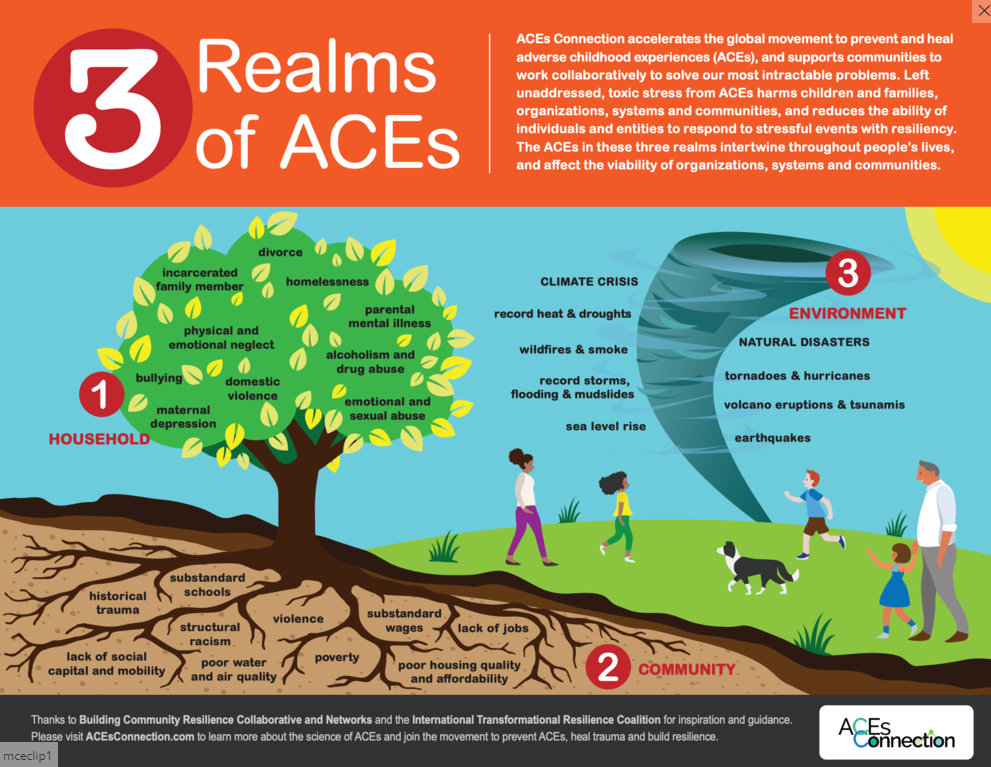 3 Realms
of ACEs
ACEs Connection accelerates the global movement to prevent and heal
adverse childhood experiences (ACEs), and supports communities to
work collaboratively to solve our most intractable problems. Left
unaddressed, toxic stress from ACEs harms children and families,
organizations, systems and communities, and reduces the ability of
individuals and entities to respond to stressful events with resiliency.
The ACEs in these three realms intertwine throughout people's lives,
and affect the viability of organizations, systems and communities.
1
HOUSEHOLD
divorce
incarcerated
family member
homelessness
parental
mental illness
physical and
emotional neglect
alcoholism and
drug abuse
bullying
domestic
violence
emotional and
sexual abuse
maternal
depression
3
ENVIRONMENT
CLIMATE CRISIS
record heat & droughts
wildfires & smoke
record storms,
flooding & mudslides
sea level rise
NATURAL DISASTERS
tornadoes & hurricanes
volcano eruptions & tsunamis
earthquakes
substandard
schools
historical
trauma
structural
racism
violence
substandard
wages
lack of jobs
lack of social
capital and mobility
poor water
and air quality
poverty
poor housing quality
and affordability
2
COMMUNITY
Thanks to Building Community Resilience Collaborative and Networks and the International Transformational Resilience Coalition for inspiration and guidance.
Please visit ACEsConnection.com to learn more about the science of ACEs and join the movement to prevent ACEs, heal trauma and build resilience.
ACEs
Connection
mceclip1